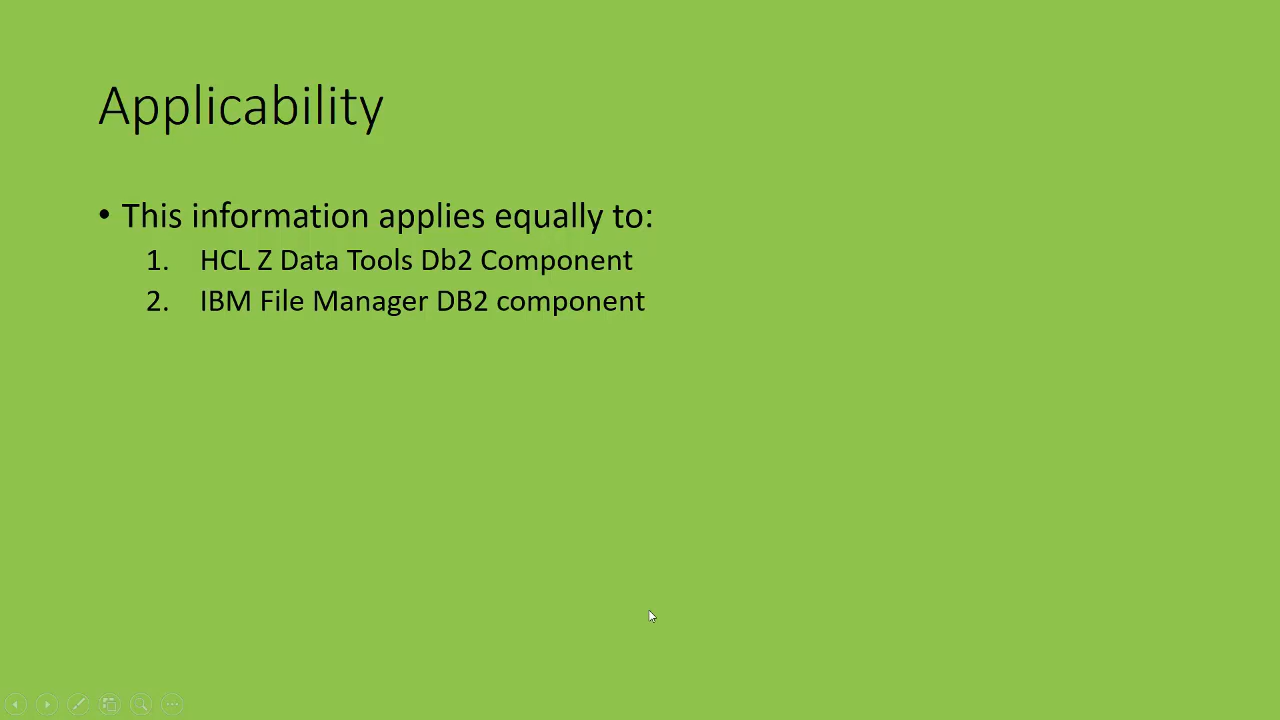 Applicability
• This information applies equally to:
1. HCL Z Data Tools Db2 Component
2. IBM File Manager DB2 component